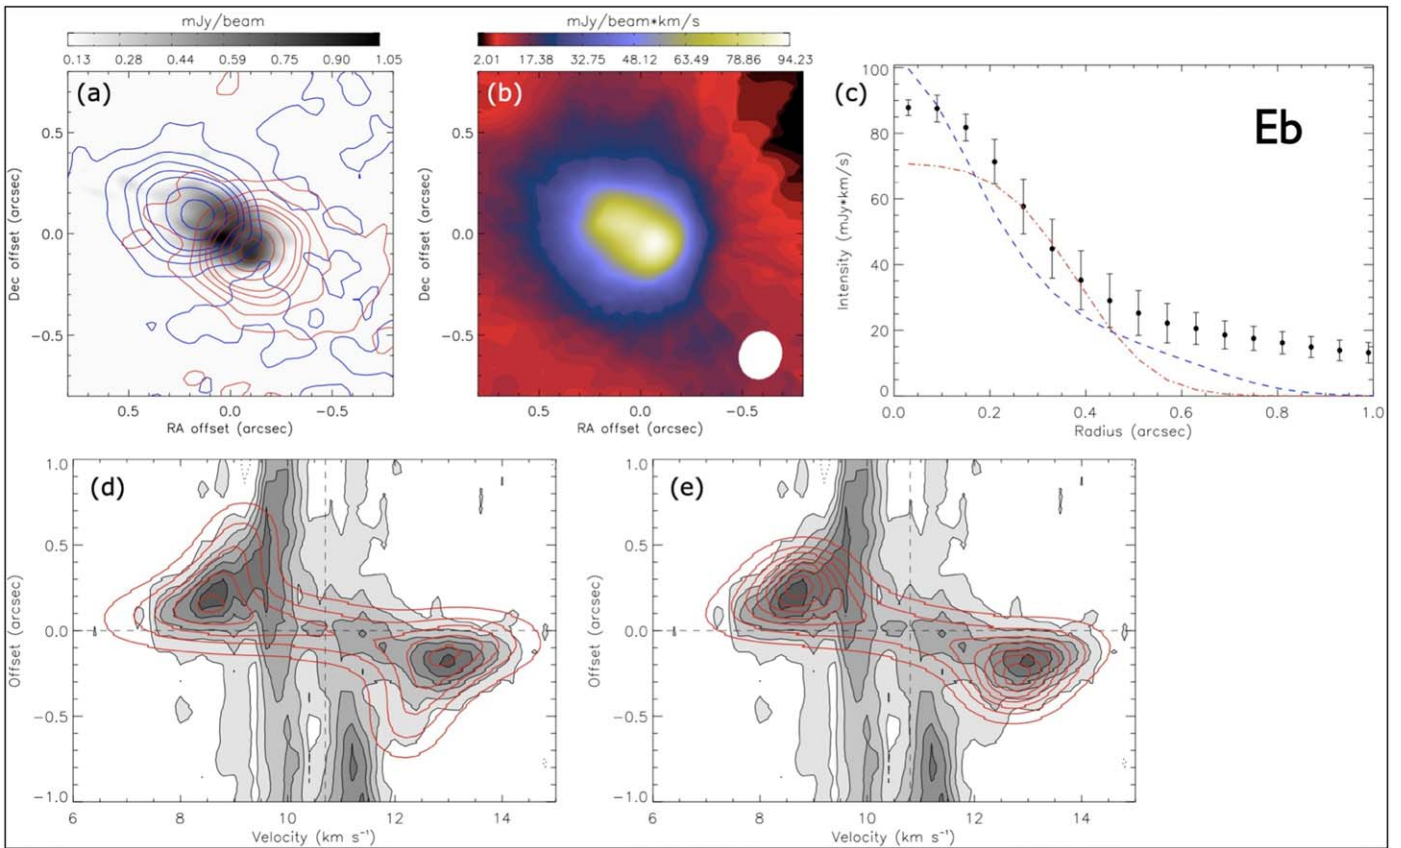 mJy/beam
0.13 0.28 0.44 0.59 0.75 0.90 1.05
(a)
0.5
0.0
−0.5
Dec offset (arcsec)
0.5 0.0 −0.5
RA offset (arcsec)
mJy/beam*km/s
2.01 17.38 32.75 48.12 63.49 78.86 94.23
(b)
0.5
0.0
−0.5
Dec offset (arcsec)
0.5 0.0 −0.5
RA offset (arcsec)
(c)
Eb
100
80
60
40
20
0
Intensity (mJy*km/s)
0.0 0.2 0.4 0.6 0.8 1.0
Radius (arcsec)
(d)
1.0
0.5
0.0
−0.5
−1.0
Offset (arcsec)
6 8 10 12 14
Velocity (km s⁻¹)
(e)
1.0
0.5
0.0
−0.5
−1.0
Offset (arcsec)
6 8 10 12 14
Velocity (km s⁻¹)